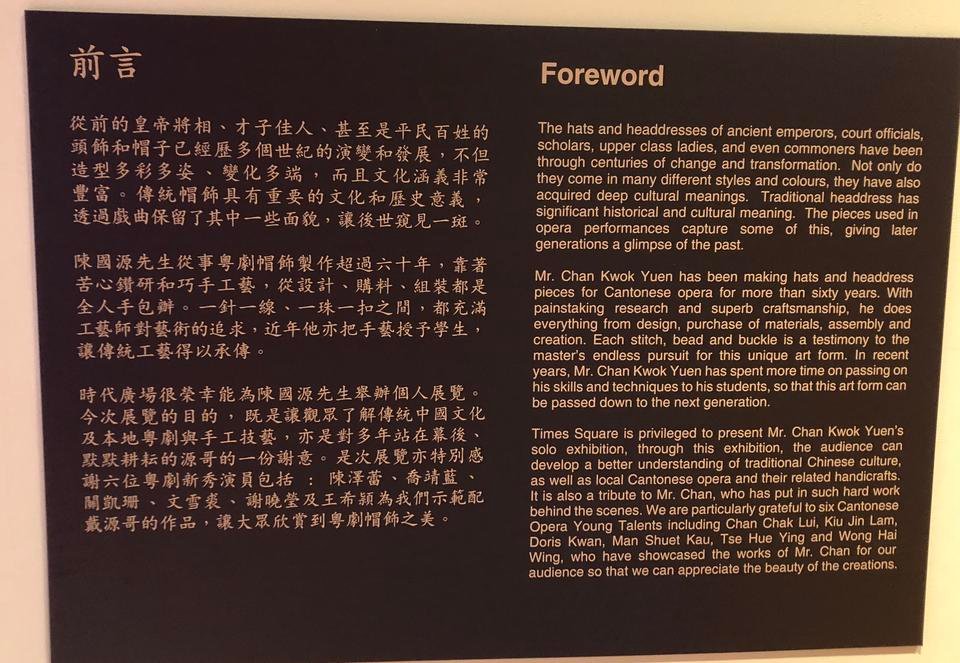 前言
從前的皇帝將相、才子佳人、甚至是平民百姓的
頭飾和帽子已經歷多個世紀的演變和發展，不但
造型多彩多姿、變化多端，而且文化涵義非常
豐富。傳統帽飾具有重要的文化和歷史意義，
透過戲曲保留了其中一些面貌，讓後世窺見一斑。
陳國源先生從事粵劇帽飾製作超過六十年，靠著
苦心鑽研和巧手工藝，從設計、購料、組裝都是
全人手包辦。一針一線、一珠一扣之間，都充滿
工藝師對藝術的追求，近年他亦把手藝授予學生，
讓傳統工藝得以承傳。
時代廣場很榮幸能為陳國源先生舉辦個人展覽。
今次展覽的目的，既是讓觀眾了解傳統中國文化
及本地粵劇與手工技藝，亦是對多年站在幕後、
默默耕耘的源哥的一份謝意。是次展覽亦特別感
謝六位粵劇新秀演員包括：陳澤蕾、喬靖藍、
關凱珊、文雪裘、謝曉瑩及王希穎為我們示範配
戴源哥的作品，讓大眾欣賞到粵劇帽飾之美。
Foreword
The hats and headdresses of ancient emperors, court officials,
scholars, upper class ladies, and even commoners have been
through centuries of change and transformation. Not only do
they come in many different styles and colours, they have also
acquired deep cultural meanings. Traditional headdress has
significant historical and cultural meaning. The pieces used in
opera performances capture some of this, giving later
generations a glimpse of the past.
Mr. Chan Kwok Yuen has been making hats and headdress
pieces for Cantonese opera for more than sixty years. With
painstaking research and superb craftsmanship, he does
everything from design, purchase of materials, assembly and
creation. Each stitch, bead and buckle is a testimony to the
master's endless pursuit for this unique art form. In recent
years, Mr. Chan Kwok Yuen has spent more time on passing on
his skills and techniques to his students, so that this art form can
be passed down to the next generation.
Times Square is privileged to present Mr. Chan Kwok Yuen's
solo exhibition, through this exhibition, the audience can
develop a better understanding of traditional Chinese culture,
as well as local Cantonese opera and their related handicrafts.
It is also a tribute to Mr. Chan, who has put in such hard work
behind the scenes. We are particularly grateful to six Cantonese
Opera Young Talents including Chan Chak Lui, Kiu Jin Lam,
Doris Kwan, Man Shuet Kau, Tse Hue Ying and Wong Hai
Wing, who have showcased the works of Mr. Chan for our
audience so that we can appreciate the beauty of the creations.